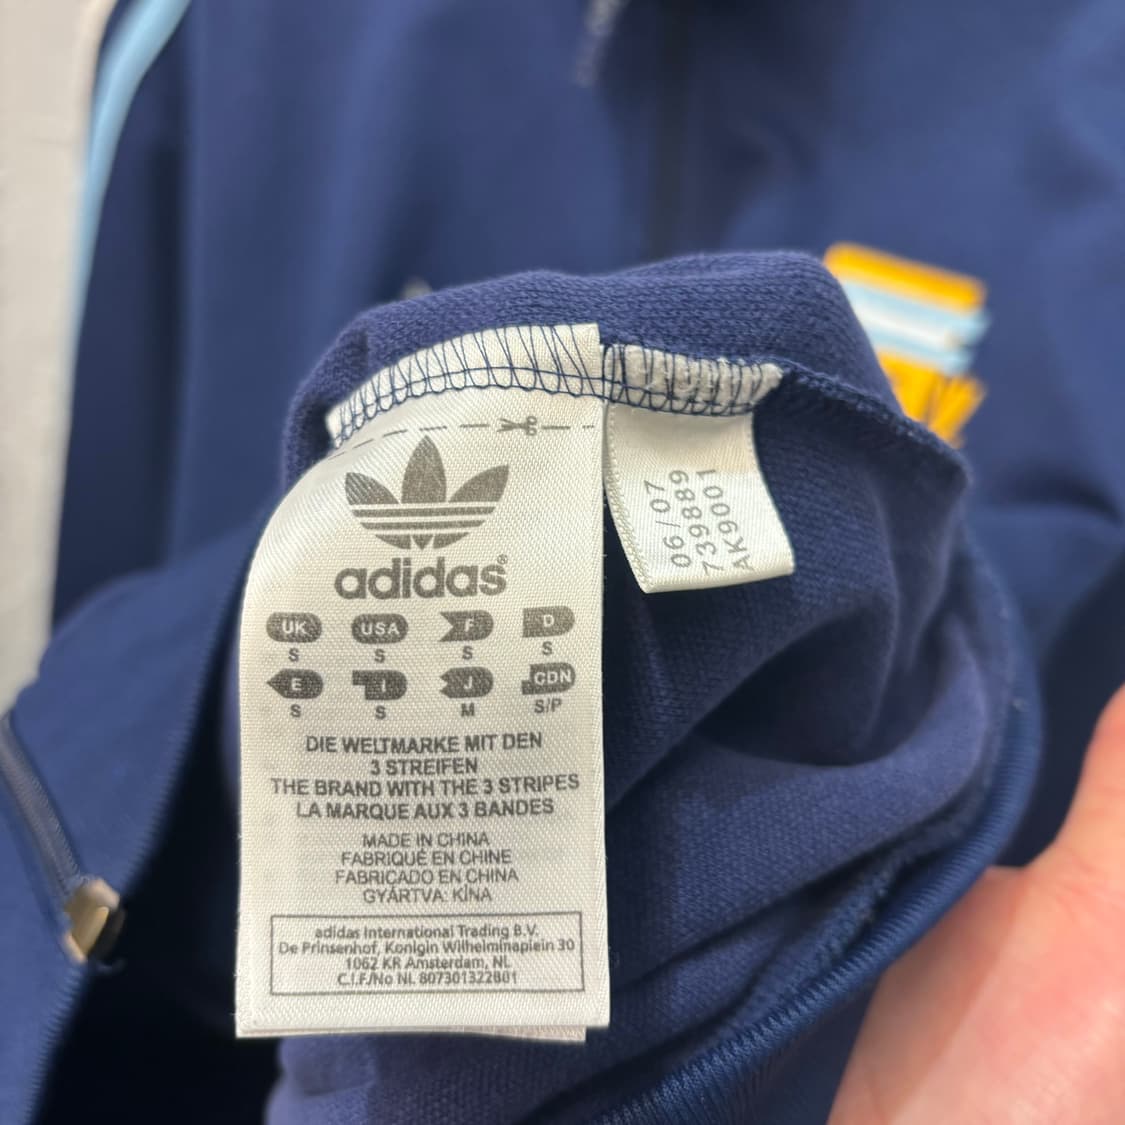 adidas®
UK USA F D
S S S S
E I J CDN
S S M S/P
DIE WELTMARKE MIT DEN
3 STREIFEN
THE BRAND WITH THE 3 STRIPES
LA MARQUE AUX 3 BANDES
MADE IN CHINA
FABRIQUÉ EN CHINE
FABRICADO EN CHINA
GYÁRTVA: KÍNA
adidas International Trading B.V.
De Prinsenhof, Konigin Wilhelminaplein 30
1062 KR Amsterdam, NL
C.I.F./No NL 807301322B01
06/07
739889
AK9001